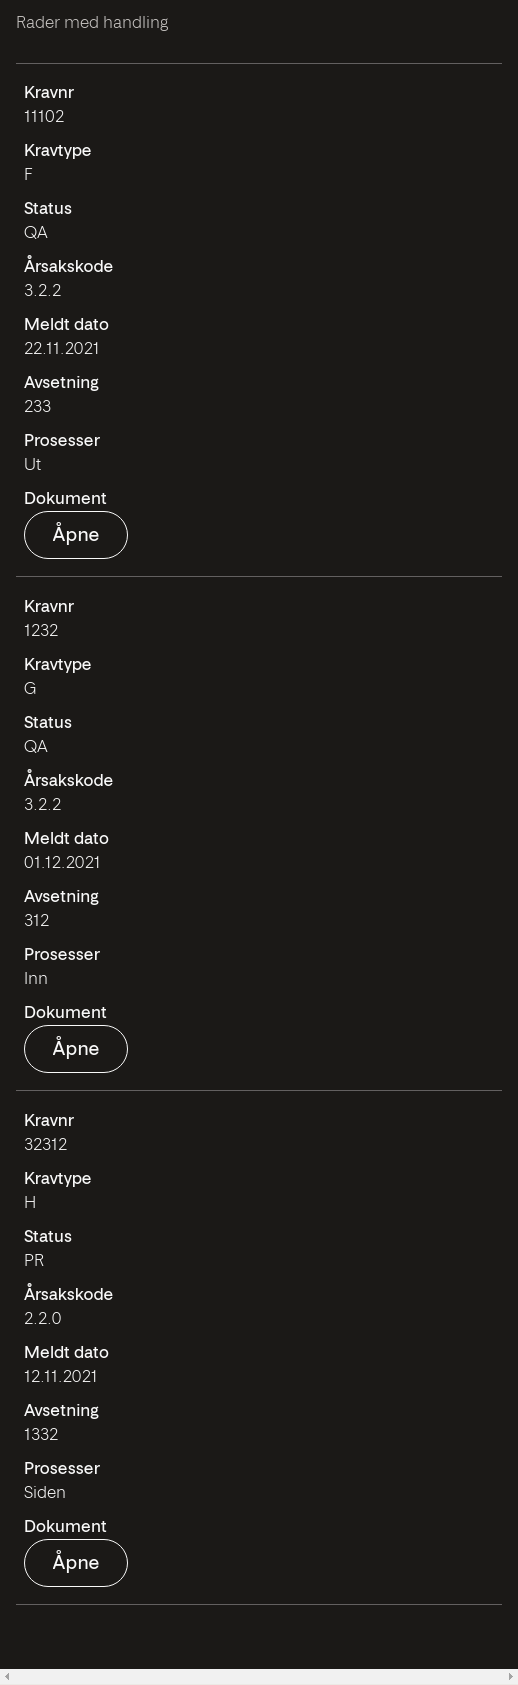 Rader med handling
Kravnr
11102
Kravtype
F
Status
QA
Årsakskode
3.2.2
Meldt dato
22.11.2021
Avsetning
233
Prosesser
Ut
Dokument
Åpne
Kravnr
1232
Kravtype
G
Status
QA
Årsakskode
3.2.2
Meldt dato
01.12.2021
Avsetning
312
Prosesser
Inn
Dokument
Åpne
Kravnr
32312
Kravtype
H
Status
PR
Årsakskode
2.2.0
Meldt dato
12.11.2021
Avsetning
1332
Prosesser
Siden
Dokument
Åpne